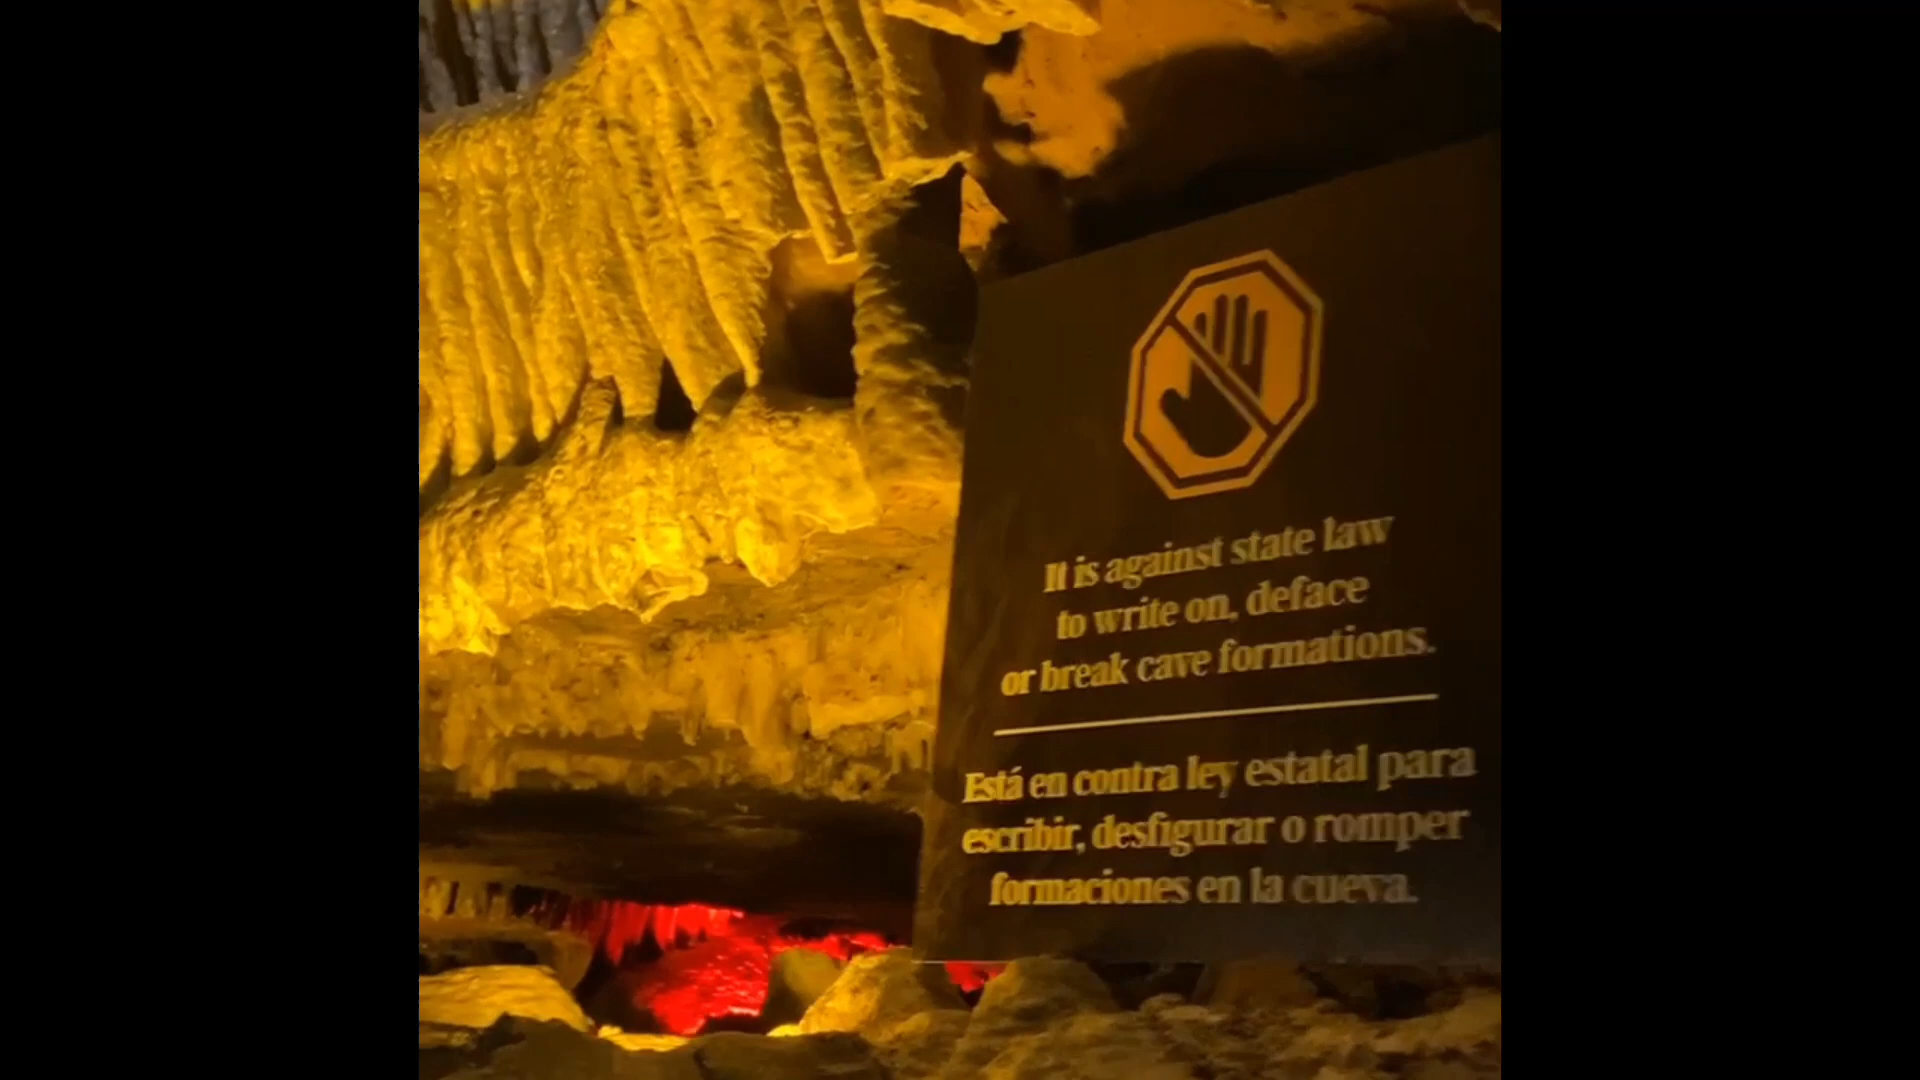 It is against state law
to write on, deface
or break cave formations.
Está en contra ley estatal para
escribir, desfigurar o romper
formaciones en la cueva.